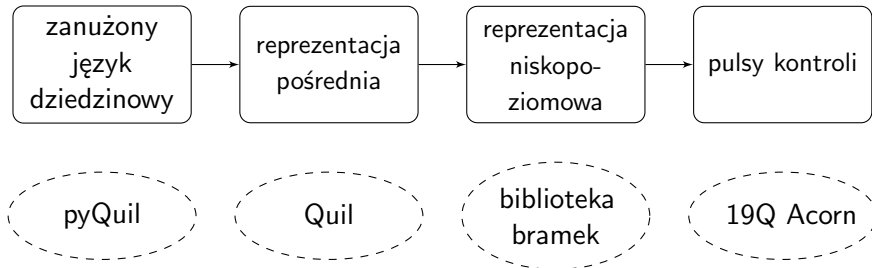 zanużony
język
dziedzinowy
reprezentacja
pośrednia
reprezentacja
niskopo-
ziomowa
pulsy kontroli
pyQuil
Quil
biblioteka
bramek
19Q Acorn